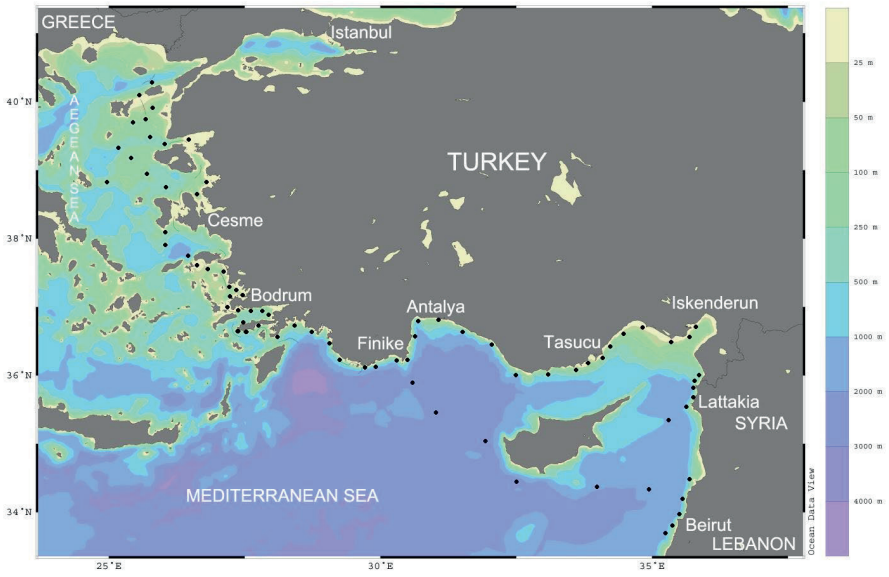 GREECE
Istanbul
25 m
50 m
40°N
AEGEAN SEA
100 m
TURKEY
Cesme
38°N
500 m
Bodrum
Antalya
Iskenderun
1000 m
Finike
Tasucu
36°N
2000 m
Lattakia
SYRIA
3000 m
MEDITERRANEAN SEA
4000 m
34°N
Beirut
LEBANON
Ocean Data View
25°E
30°E
35°E